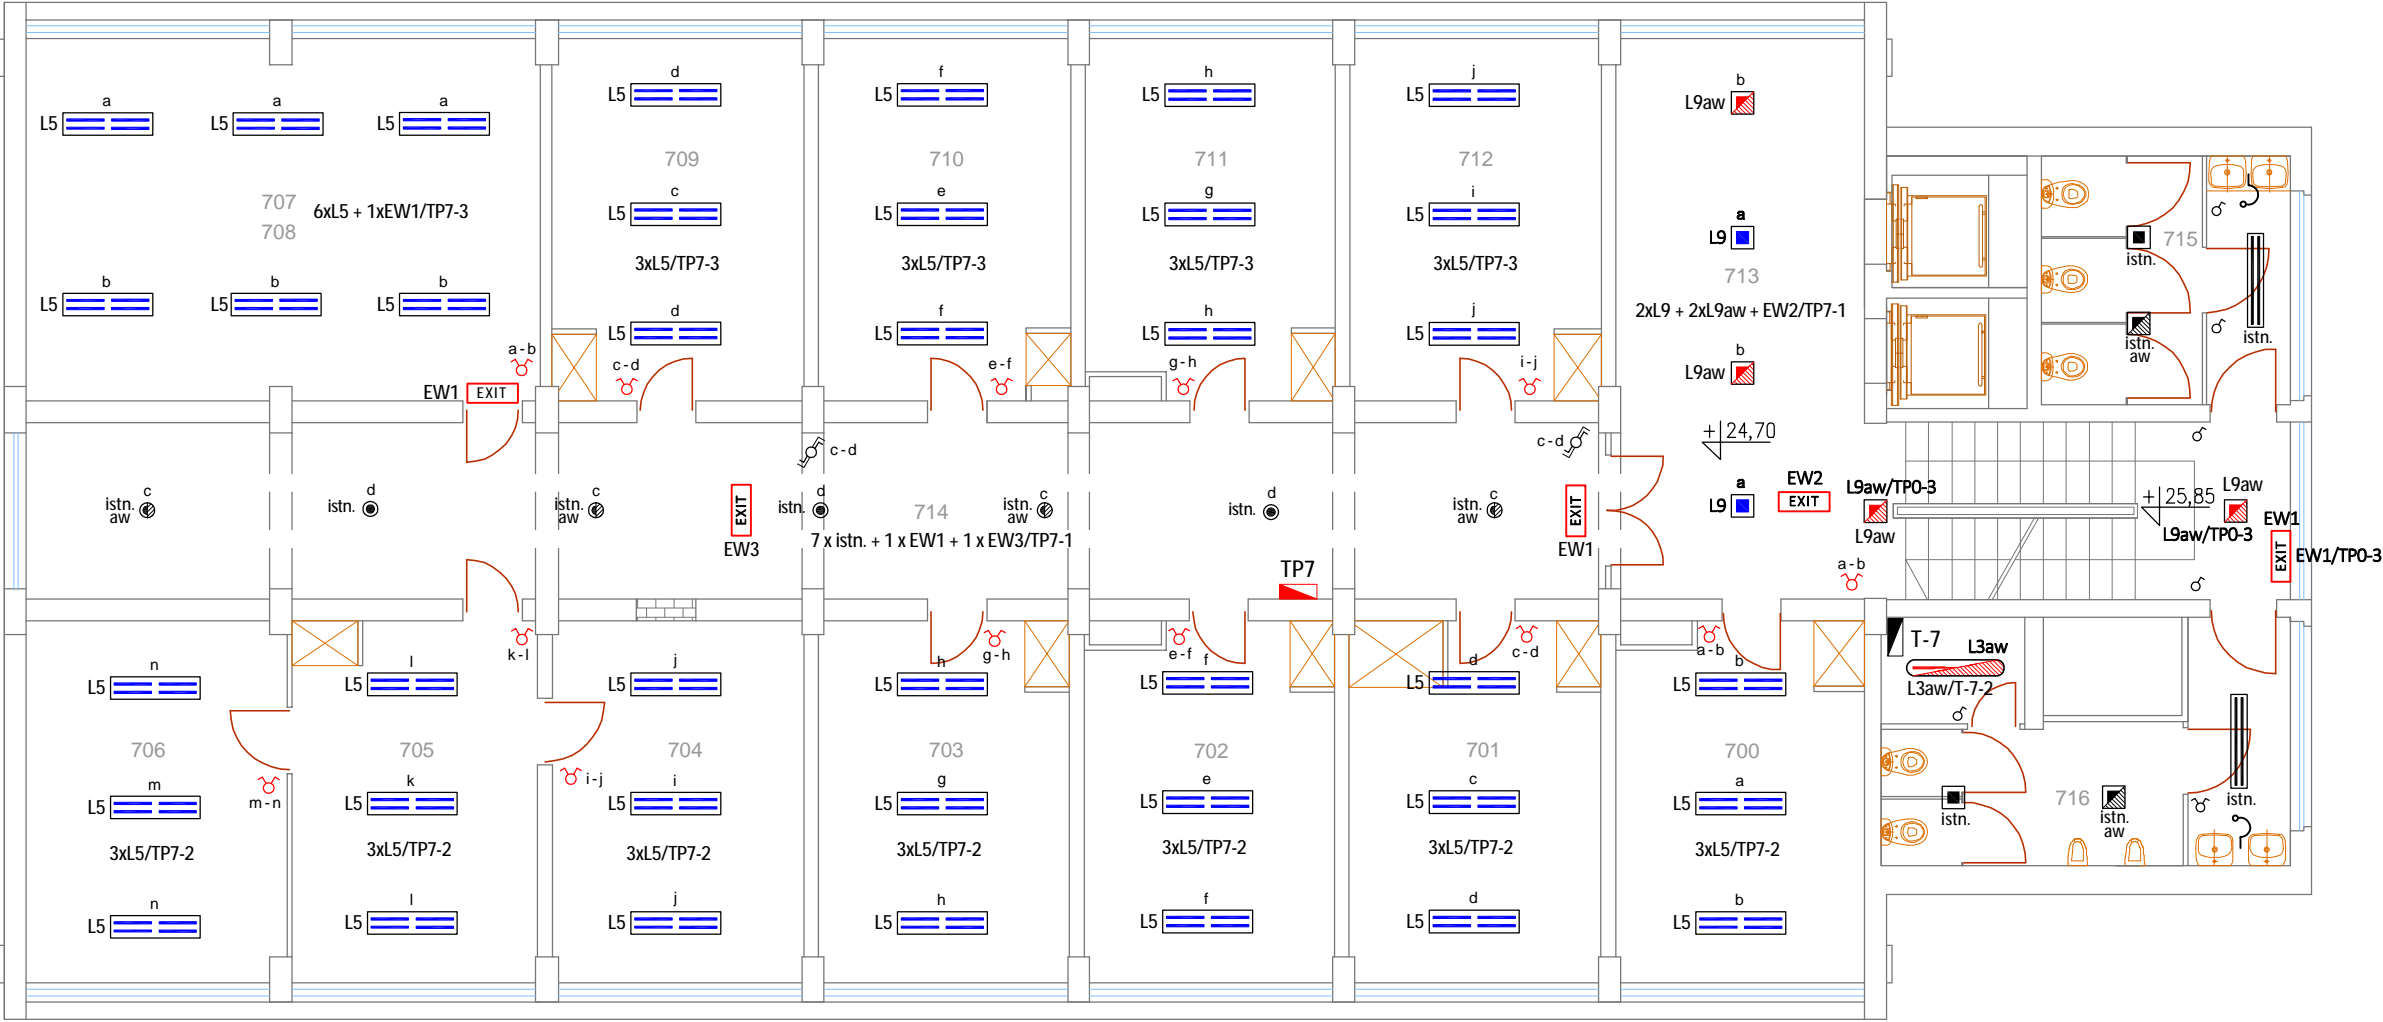 d
f
h
j
b
L5
L5
L5
L5
L9aw
a
a
a
L5
L5
L5
709
710
711
712
c
e
g
i
a
L5
L5
L5
L5
L9
715
istn.
707
6xL5 + 1xEW1/TP7-3
708
3xL5/TP7-3
3xL5/TP7-3
3xL5/TP7-3
3xL5/TP7-3
713
2xL9 + 2xL9aw + EW2/TP7-1
b
b
b
L5
L5
L5
d
f
h
j
L5
L5
L5
L5
istn.
aw
istn.
a-b
c-d
e-f
g-h
i-j
b
L9aw
EW1
EXIT
+
24,70
c-d
c-d
c
istn.
aw
d
istn.
c
istn.
aw
EXIT
EW3
d
istn.
714
c
istn.
aw
d
istn.
c
istn.
aw
EXIT
EW1
a
L9
EW2
EXIT
L9aw/TP0-3
L9aw
+
25,85
L9aw
L9aw/TP0-3
EW1
EXIT
EW1/TP0-3
7 x istn. + 1 x EW1 + 1 x EW3/TP7-1
TP7
a-b
k-l
g-h
e-f
c-d
a-b
T-7
L3aw
L3aw/T-7-2
n
l
j
h
f
d
b
L5
L5
L5
L5
L5
L5
L5
706
705
704
703
702
701
700
m-n
i-j
m
k
i
g
e
c
a
L5
L5
L5
L5
L5
L5
L5
716
istn.
istn.
aw
istn.
3xL5/TP7-2
3xL5/TP7-2
3xL5/TP7-2
3xL5/TP7-2
3xL5/TP7-2
3xL5/TP7-2
3xL5/TP7-2
n
l
j
h
f
d
b
L5
L5
L5
L5
L5
L5
L5